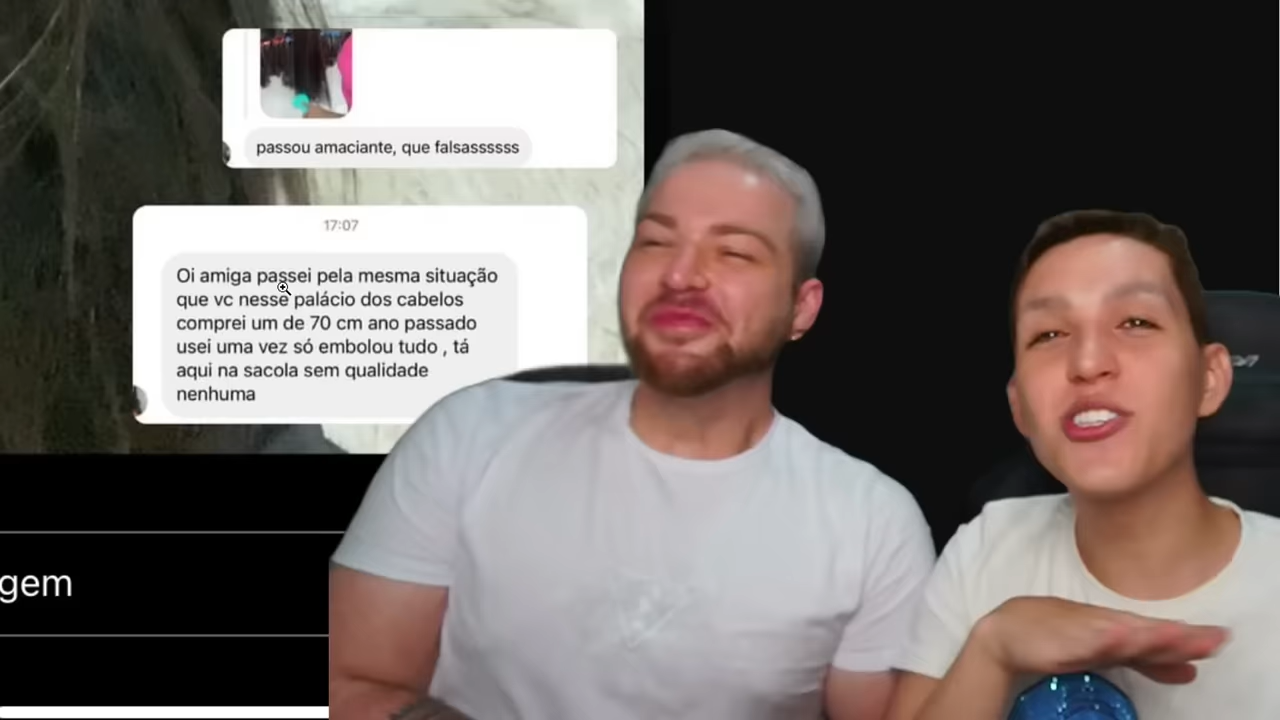 passou amaciante, que falsassssss
17:07
Oi amiga passei pela mesma situação
que vc nesse palácio dos cabelos
comprei um de 70 cm ano passado
usei uma vez só embolou tudo , tá
aqui na sacola sem qualidade
nenhuma
gem